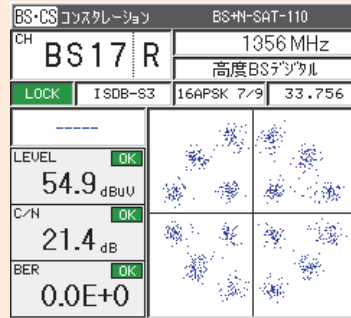 BS・CS コンスタレーション BS+N-SAT-110
CH BS17 R 1356 MHz
高度BSデジタル
LOCK ISDB-S3 16APSK 7/9 33.756
-----
LEVEL OK
54.9 dBuV
C/N OK
21.4 dB
BER OK
0.0E+0